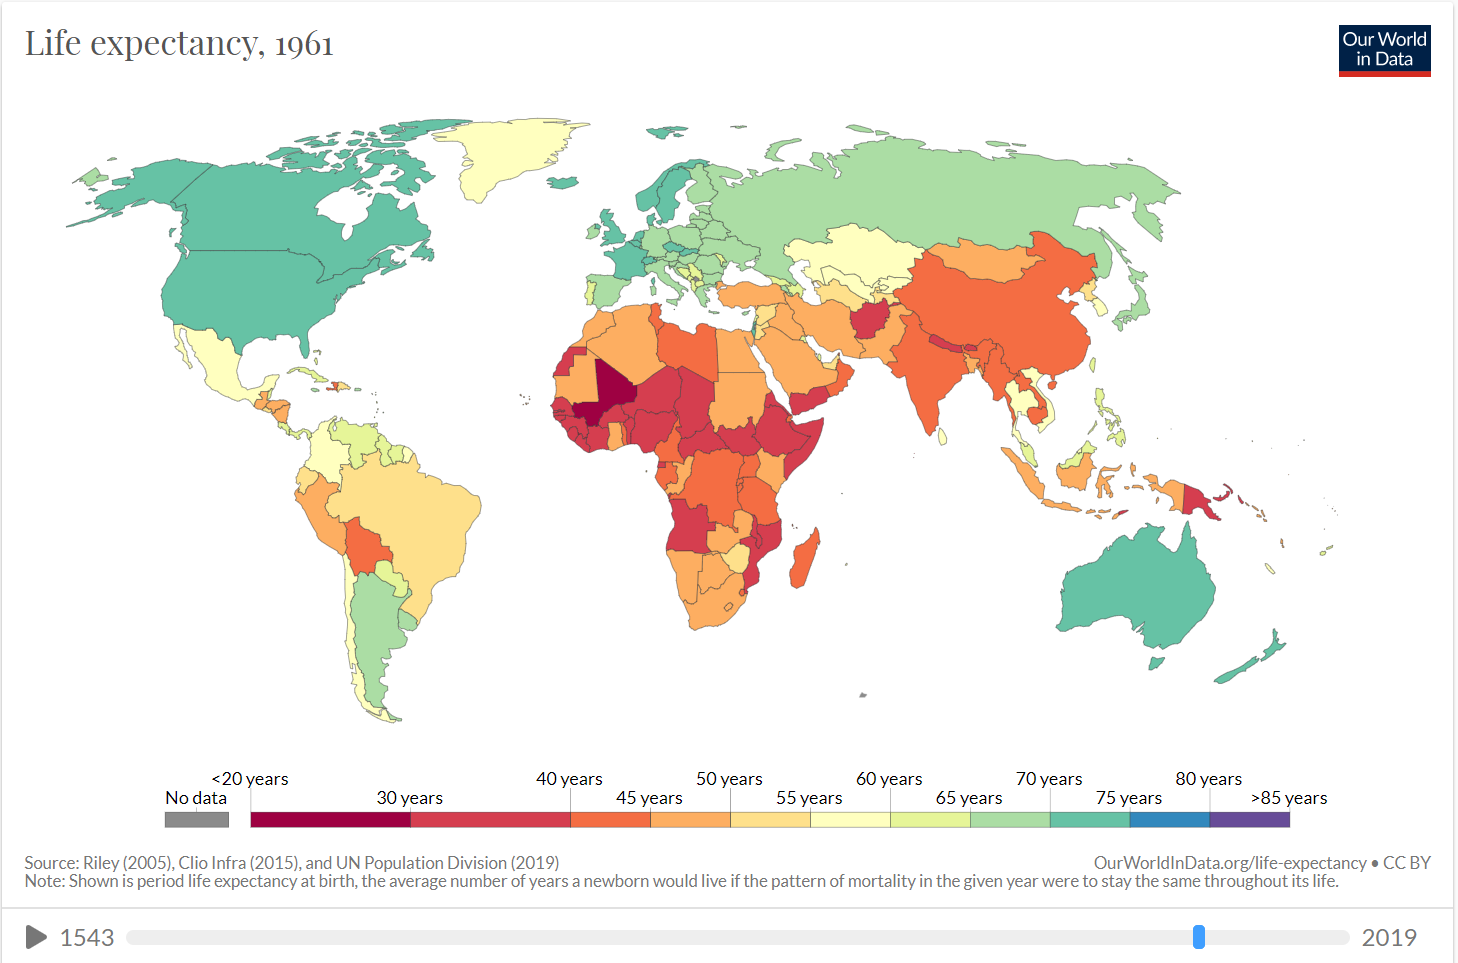 Life expectancy, 1961
Our World
in Data
<20 years
40 years
50 years
60 years
70 years
80 years
No data
30 years
45 years
55 years
65 years
75 years
>85 years
Source: Riley (2005), Clio Infra (2015), and UN Population Division (2019)
OurWorldInData.org/life-expectancy • CC BY
Note: Shown is period life expectancy at birth, the average number of years a newborn would live if the pattern of mortality in the given year were to stay the same throughout its life.
1543
2019